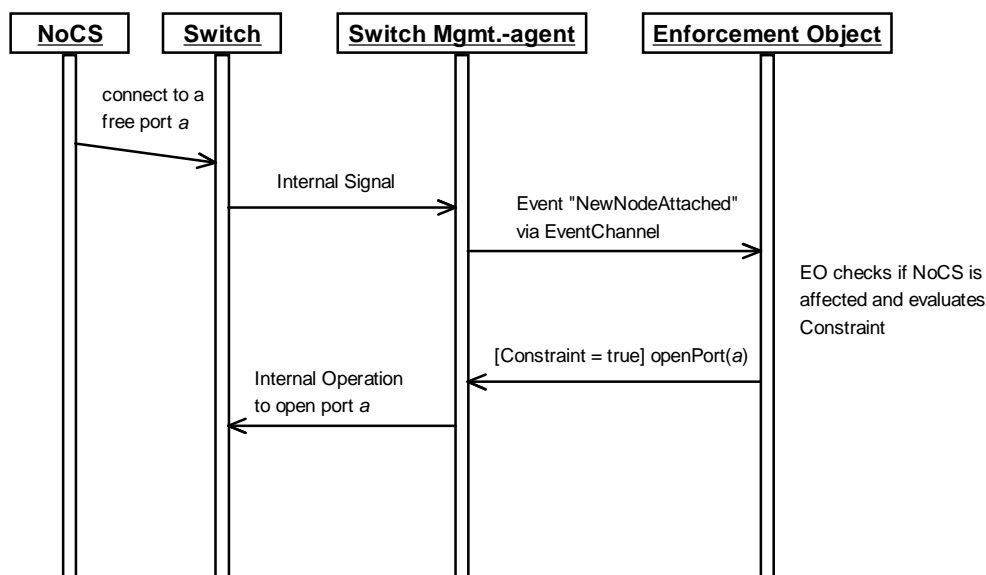 NoCS
Switch
Switch Mgmt.-agent
Enforcement Object
connect to a
free port a
Internal Signal
Event "NewNodeAttached"
via EventChannel
EO checks if NoCS is
affected and evaluates
Constraint
[Constraint = true] openPort(a)
Internal Operation
to open port a